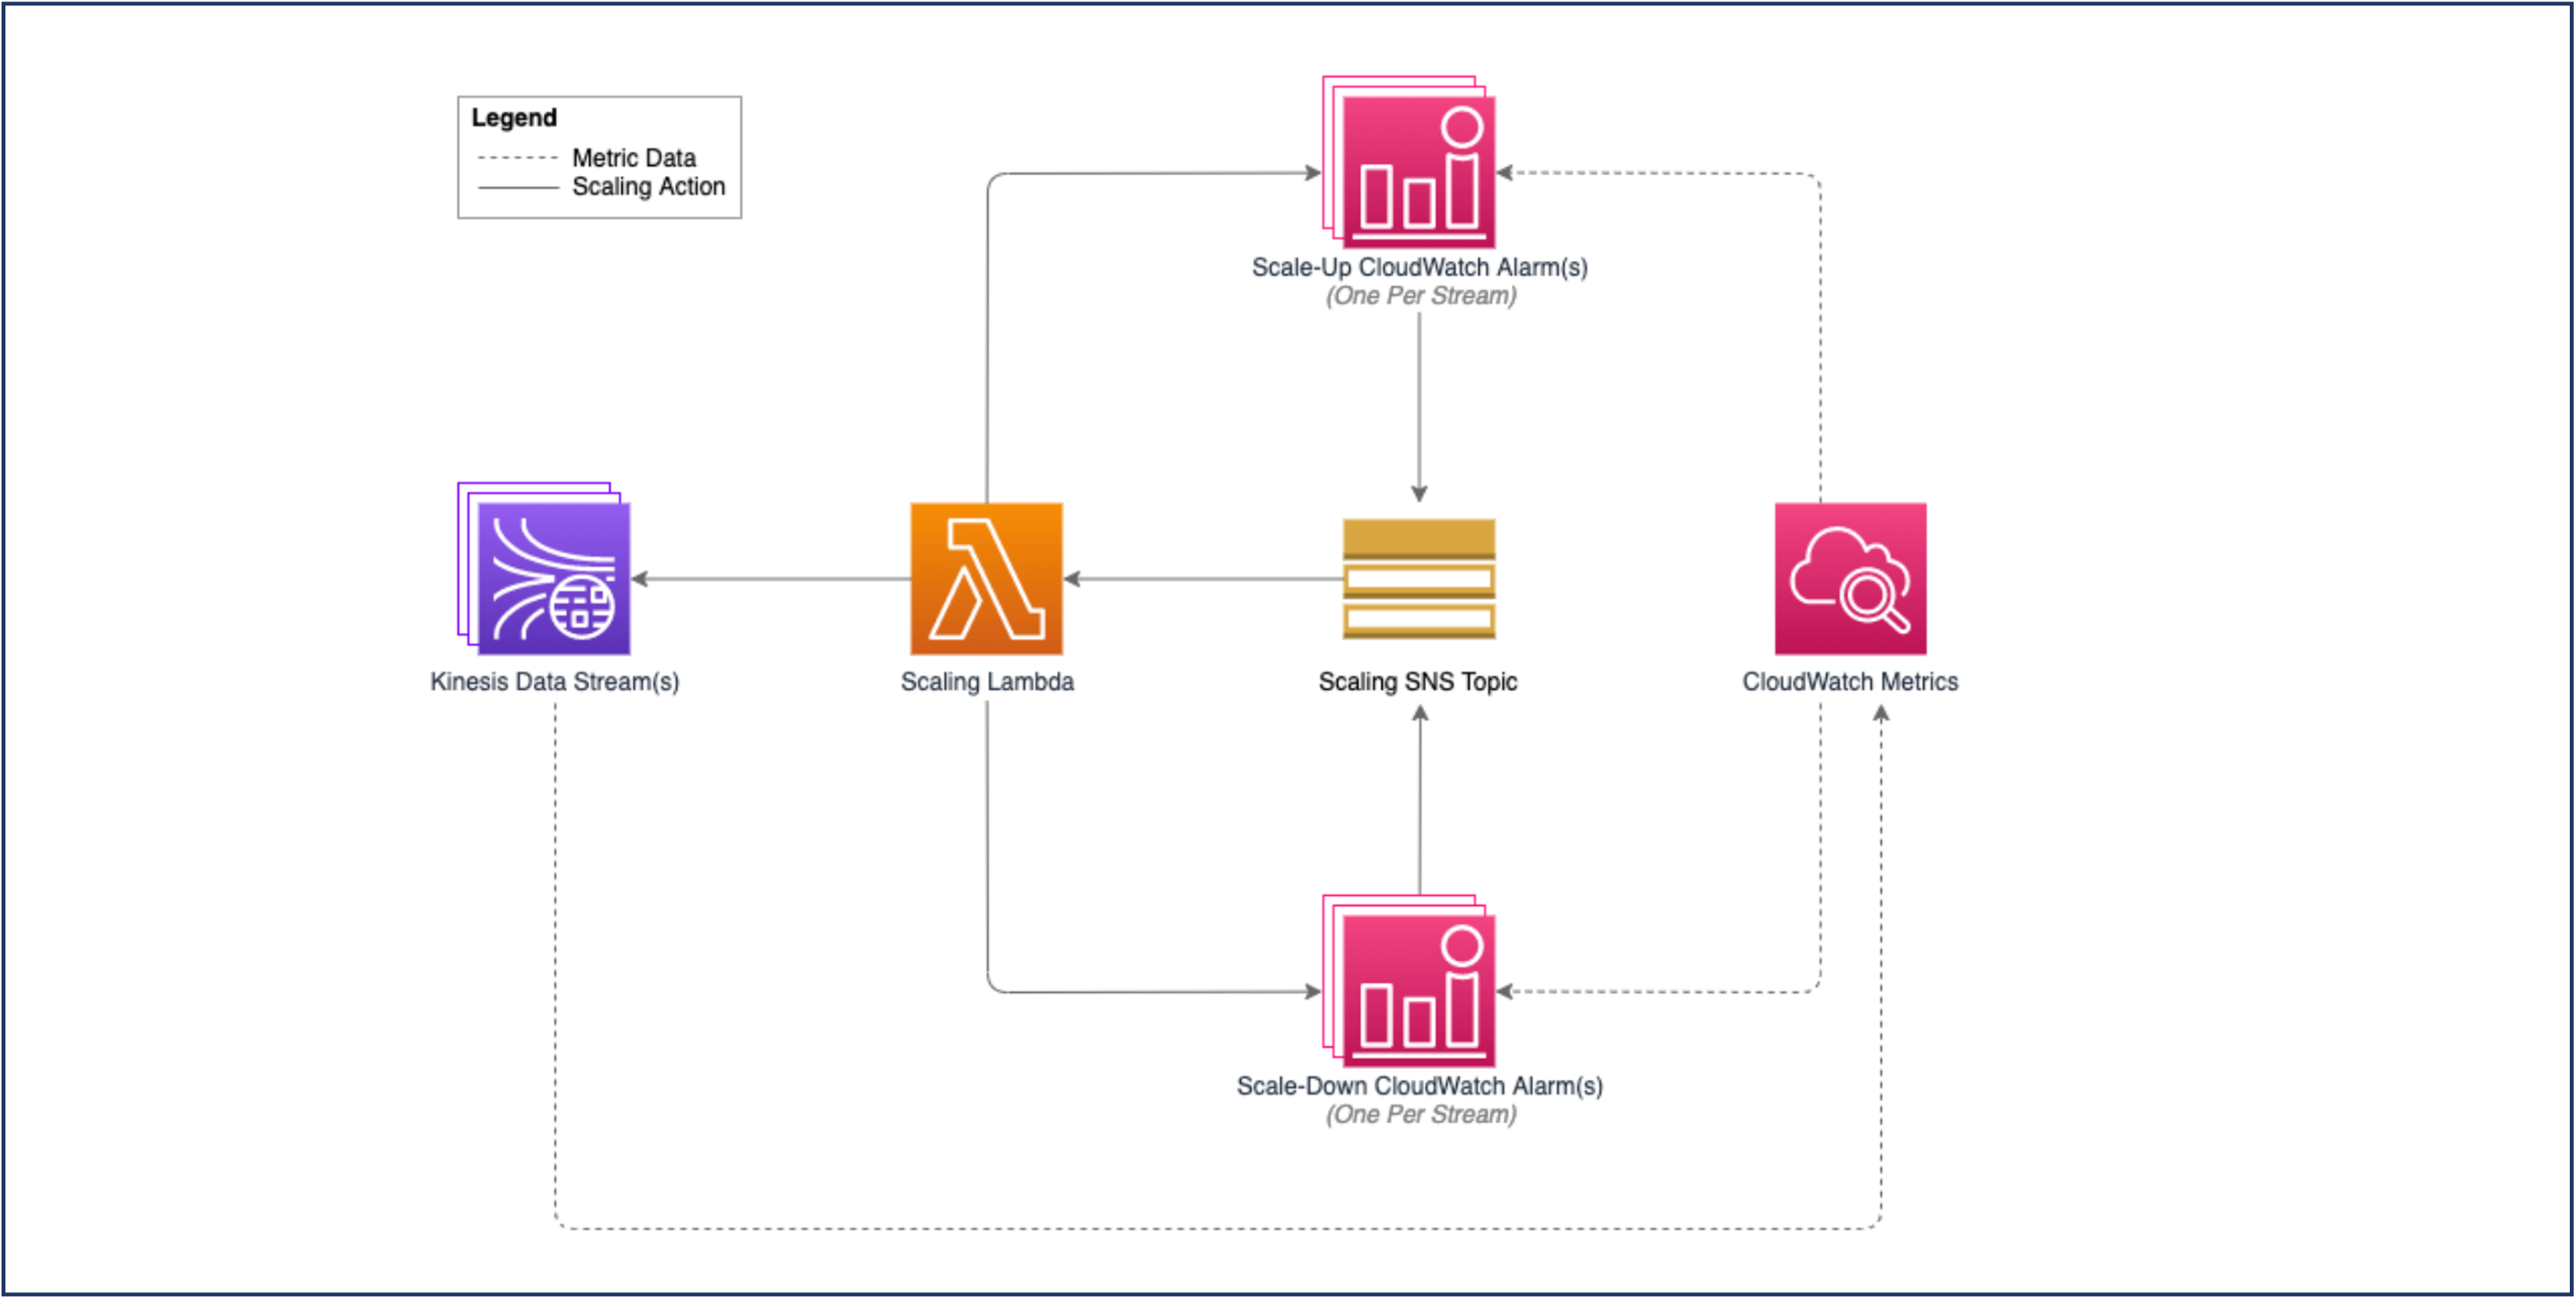 Legend
Metric Data
Scaling Action
Scale-Up CloudWatch Alarm(s)
(One Per Stream)
Kinesis Data Stream(s)
Scaling Lambda
Scaling SNS Topic
CloudWatch Metrics
Scale-Down CloudWatch Alarm(s)
(One Per Stream)